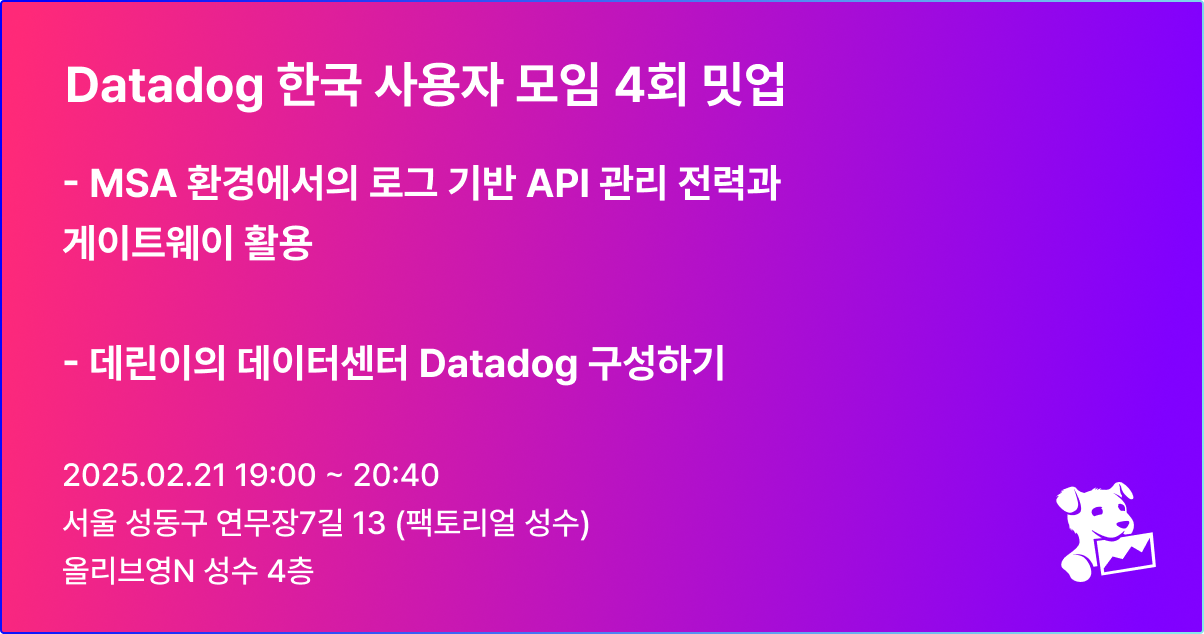 Datadog 한국 사용자 모임 4회 밋업
- MSA 환경에서의 로그 기반 API 관리 전력과
게이트웨이 활용
- 데린이의 데이터센터 Datadog 구성하기
2025.02.21 19:00 ~ 20:40
서울 성동구 연무장7길 13 (팩토리얼 성수)
올리브영N 성수 4층